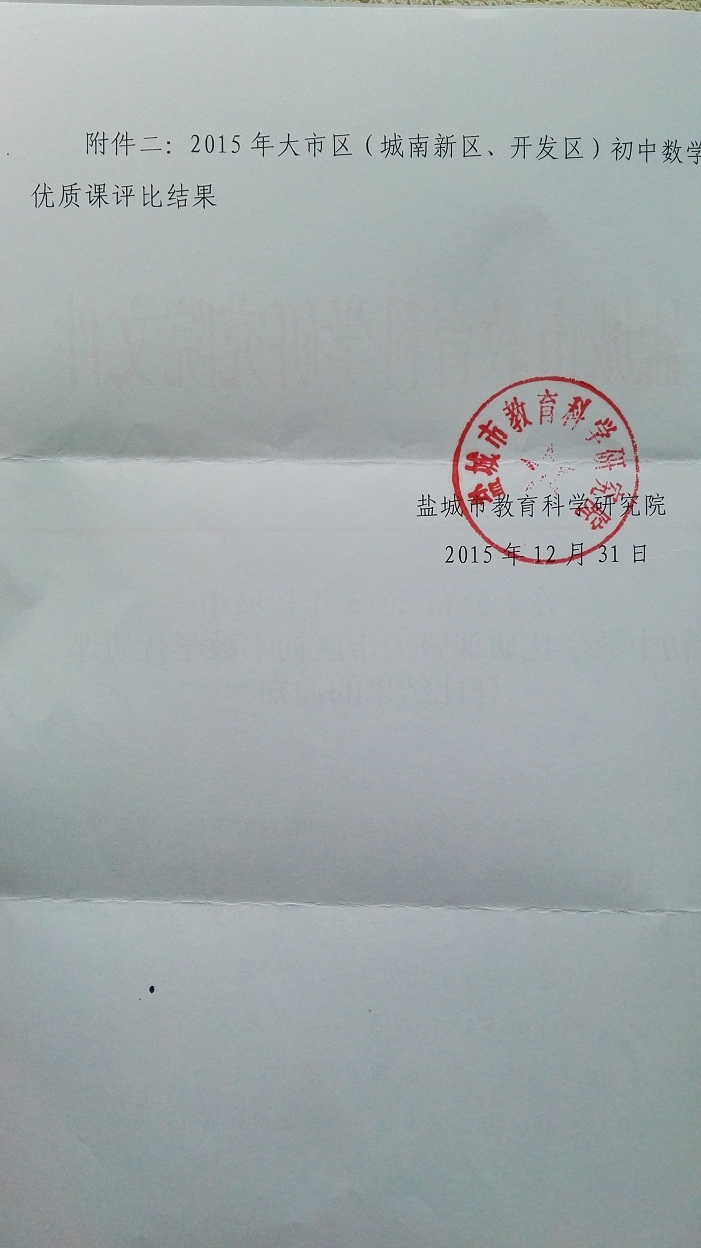 附件二：2015年大市区（城南新区、开发区）初中数学
优质课评比结果
盐城市教育科学研究院
盐城市教育科学研究院
2015年12月31日